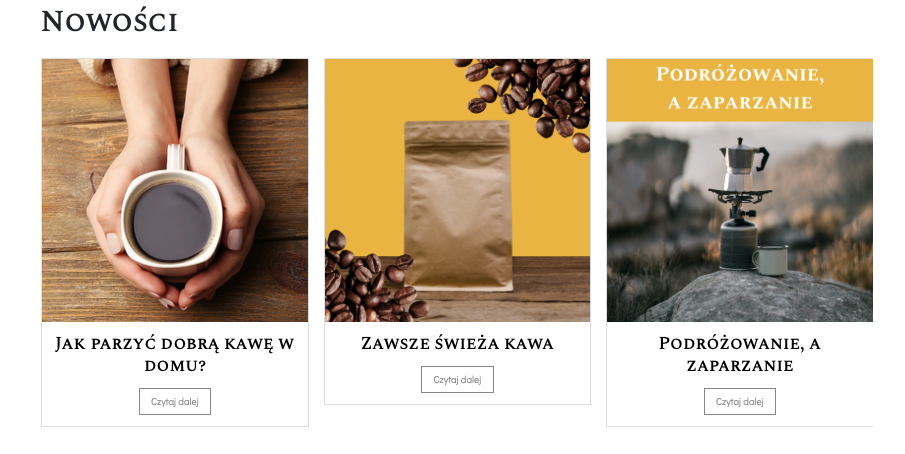 Nowości
Podróżowanie,
a zaparzanie
Jak parzyć dobrą kawę w
domu?
Czytaj dalej
Zawsze świeża kawa
Czytaj dalej
Podróżowanie, a
zaparzanie
Czytaj dalej